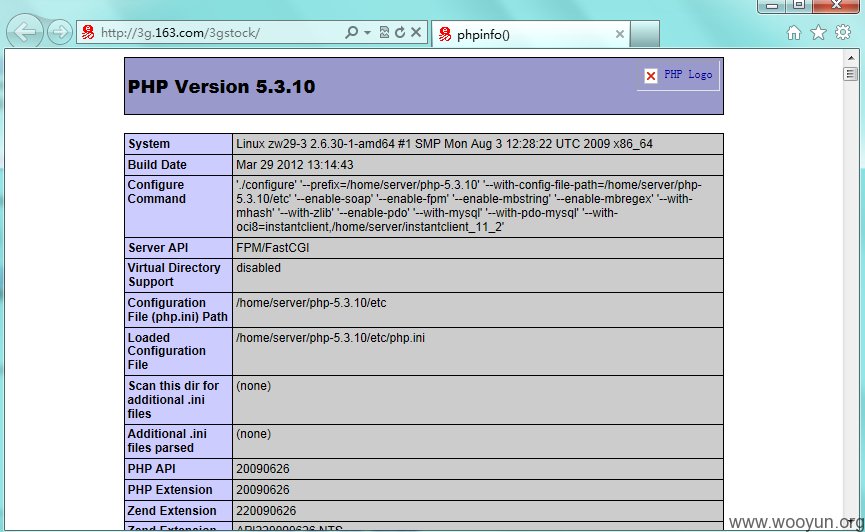 http://3g.163.com/3gstock/
phpinfo()
PHP Version 5.3.10
PHP Logo
System Linux zw29-3 2.6.30-1-amd64 #1 SMP Mon Aug 3 12:28:22 UTC 2009 x86_64
Build Date Mar 29 2012 13:14:43
Configure './configure' '--prefix=/home/server/php-5.3.10' '--with-config-file-path=/home/server/php-
Command 5.3.10/etc' '--enable-soap' '--enable-fpm' '--enable-mbstring' '--enable-mbregex' '--with-
mhash' '--with-zlib' '--enable-pdo' '--with-mysql' '--with-pdo-mysql' '--with-
oci8=instantclient,/home/server/instantclient_11_2'
Server API FPM/FastCGI
Virtual Directory disabled
Support
Configuration /home/server/php-5.3.10/etc
File (php.ini) Path
Loaded /home/server/php-5.3.10/etc/php.ini
Configuration
File
Scan this dir for (none)
additional .ini
files
Additional .ini (none)
files parsed
PHP API 20090626
PHP Extension 20090626
Zend Extension 220090626
Zend Extension API220090626,NTS
www.wooyun.org